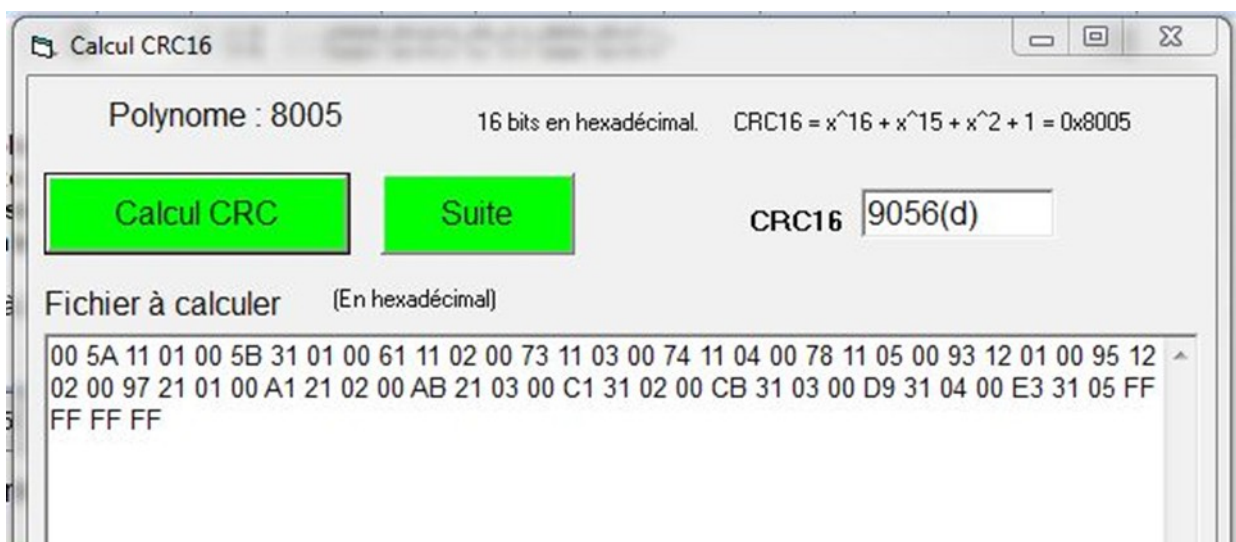 Calcul CRC16
Polynome : 8005
16 bits en hexadécimal.
CRC16 = x^16 + x^15 + x^2 + 1 = 0x8005
Calcul CRC
Suite
CRC16
9056(d)
Fichier à calculer
(En hexadécimal)
00 5A 11 01 00 5B 31 01 00 61 11 02 00 73 11 03 00 74 11 04 00 78 11 05 00 93 12 01 00 95 12
02 00 97 21 01 00 A1 21 02 00 AB 21 03 00 C1 31 02 00 CB 31 03 00 D9 31 04 00 E3 31 05 FF
FF FF FF